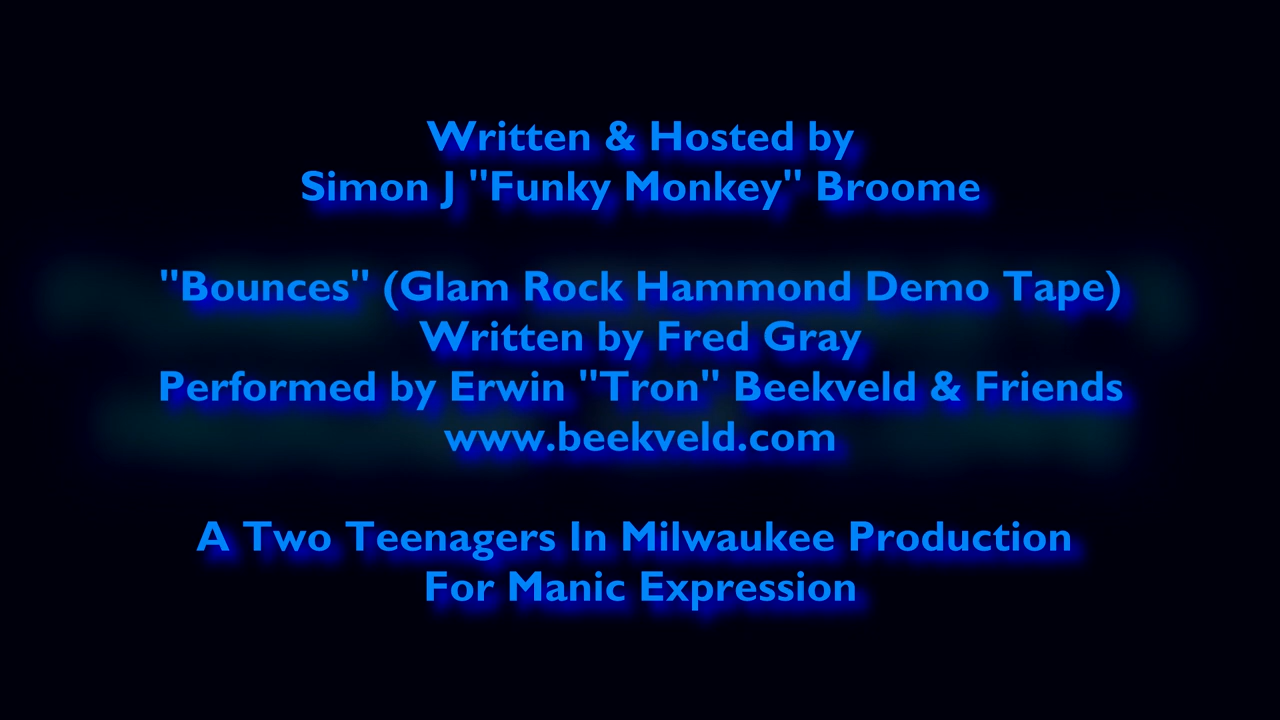 Written & Hosted by
Simon J "Funky Monkey" Broome
"Bounces" (Glam Rock Hammond Demo Tape)
Written by Fred Gray
Performed by Erwin "Tron" Beekveld & Friends
www.beekveld.com
A Two Teenagers In Milwaukee Production
For Manic Expression